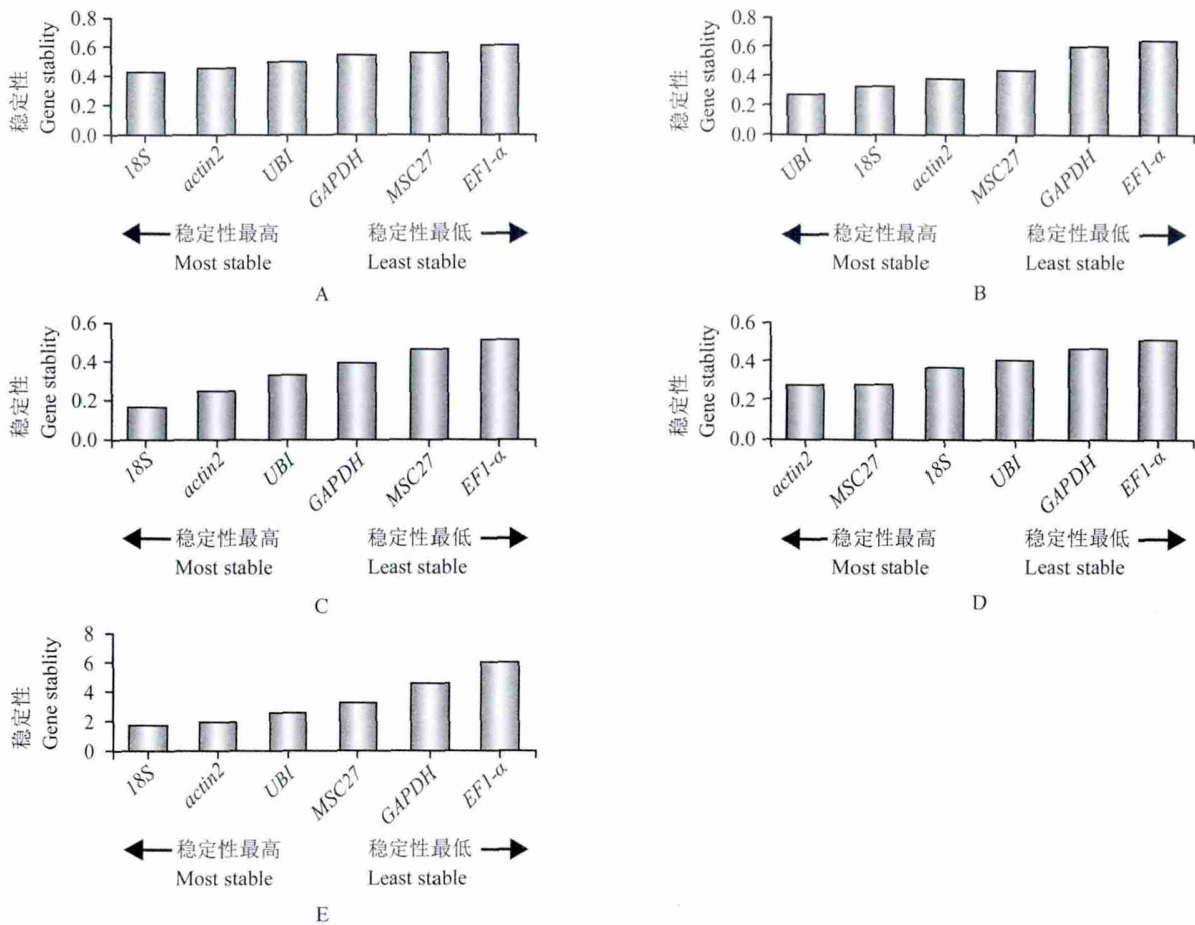 稳定性
Gene stablity
0.8
0.6
0.4
0.2
0.0
18S
actin2
UBI
GAPDH
MSC27
EF1-α
稳定性最高
稳定性最低
Most stable
Least stable
A
稳定性
Gene stablity
0.8
0.6
0.4
0.2
0.0
UBI
18S
actin2
MSC27
GAPDH
EF1-α
稳定性最高
稳定性最低
Most stable
Least stable
B
稳定性
Gene stablity
0.6
0.4
0.2
0.0
18S
actin2
UBI
GAPDH
MSC27
EF1-α
稳定性最高
稳定性最低
Most stable
Least stable
C
稳定性
Gene stablity
0.6
0.4
0.2
0.0
actin2
MSC27
18S
UBI
GAPDH
EF1-α
稳定性最高
稳定性最低
Most stable
Least stable
D
稳定性
Gene stablity
8
6
4
2
0
18S
actin2
UBI
MSC27
GAPDH
EF1-α
稳定性最高
稳定性最低
Most stable
Least stable
E